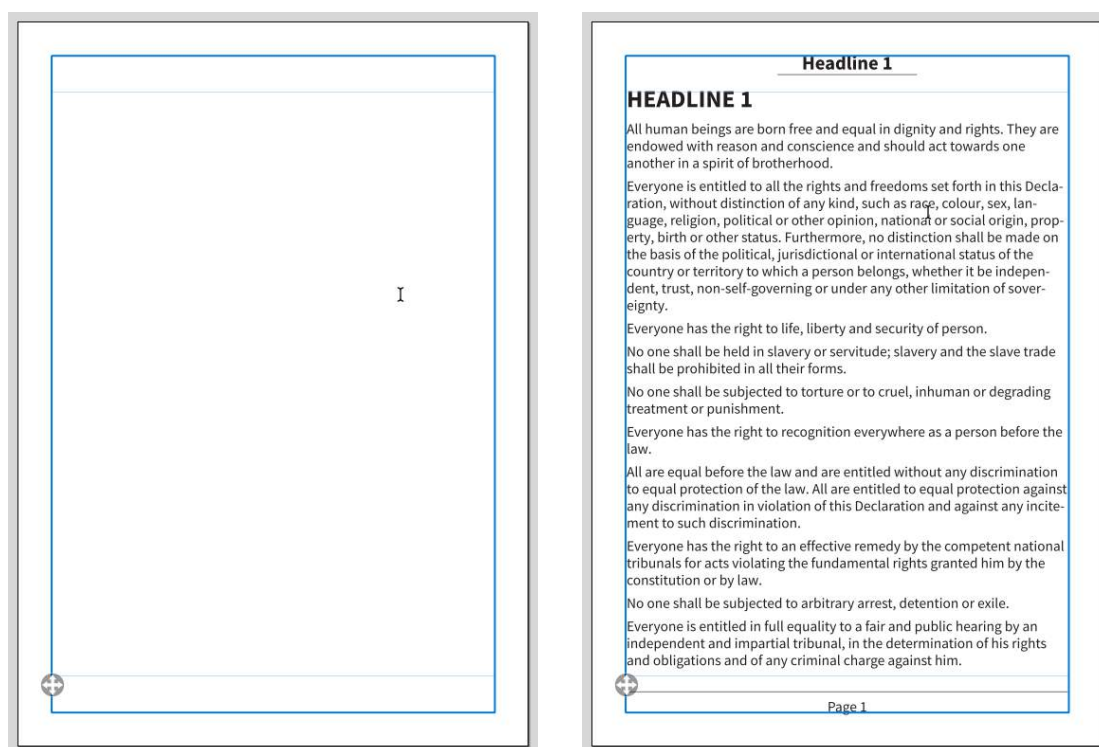 Headline 1
HEADLINE 1
All human beings are born free and equal in dignity and rights. They are
endowed with reason and conscience and should act towards one
another in a spirit of brotherhood.
Everyone is entitled to all the rights and freedoms set forth in this Decla-
ration, without distinction of any kind, such as race, colour, sex, lan-
guage, religion, political or other opinion, national or social origin, prop-
erty, birth or other status. Furthermore, no distinction shall be made on
the basis of the political, jurisdictional or international status of the
country or territory to which a person belongs, whether it be indepen-
dent, trust, non-self-governing or under any other limitation of sover-
eignty.
Everyone has the right to life, liberty and security of person.
No one shall be held in slavery or servitude; slavery and the slave trade
shall be prohibited in all their forms.
No one shall be subjected to torture or to cruel, inhuman or degrading
treatment or punishment.
Everyone has the right to recognition everywhere as a person before the
law.
All are equal before the law and are entitled without any discrimination
to equal protection of the law. All are entitled to equal protection against
any discrimination in violation of this Declaration and against any incite-
ment to such discrimination.
Everyone has the right to an effective remedy by the competent national
tribunals for acts violating the fundamental rights granted him by the
constitution or by law.
No one shall be subjected to arbitrary arrest, detention or exile.
Everyone is entitled in full equality to a fair and public hearing by an
independent and impartial tribunal, in the determination of his rights
and obligations and of any criminal charge against him.
Page 1